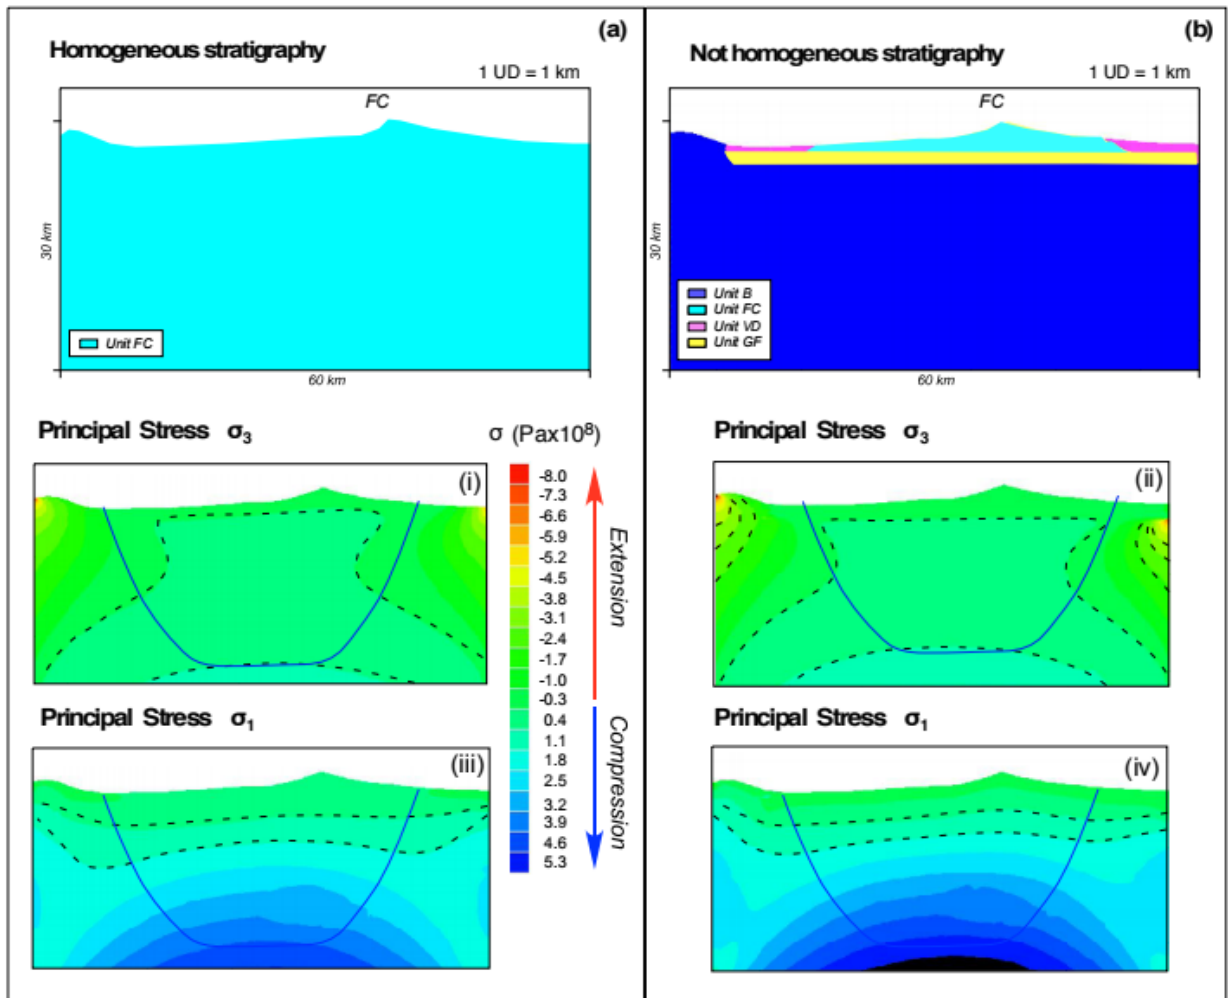 (a)
Homogeneous stratigraphy
1 UD = 1 km
FC
30 km
Unit FC
60 km
(b)
Not homogeneous stratigraphy
1 UD = 1 km
FC
30 km
Unit B
Unit FC
Unit VD
Unit GF
60 km
Principal Stress σ3
(i)
σ (Pax10⁸)
-8.0
-7.3
-6.6
-5.9
-5.2
-4.5
-3.8
-3.1
-2.4
-1.7
-1.0
-0.3
0.4
1.1
1.8
2.5
3.2
3.9
4.6
5.3
Extension
Compression
Principal Stress σ3
(ii)
Principal Stress σ1
(iii)
Principal Stress σ1
(iv)